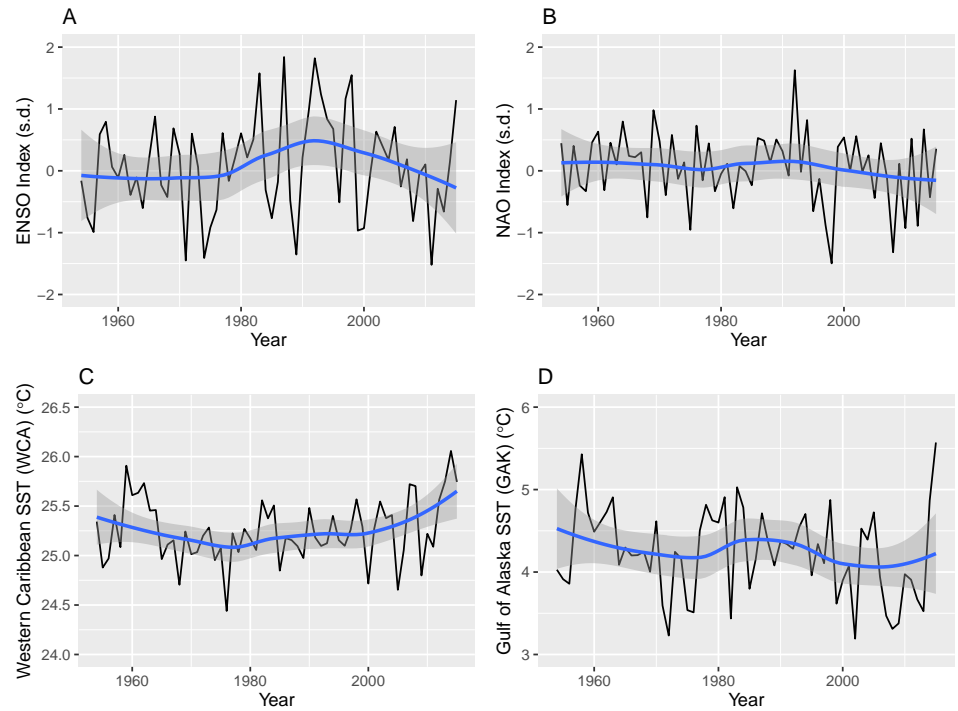 A
ENSO Index (s.d.)
2
1
0
−1
−2
1960 1980 2000
Year
B
NAO Index (s.d.)
2
1
0
−1
−2
1960 1980 2000
Year
C
Western Caribbean SST (WCA) (°C)
26.5
26.0
25.5
25.0
24.5
24.0
1960 1980 2000
Year
D
Gulf of Alaska SST (GAK) (°C)
6
5
4
3
1960 1980 2000
Year